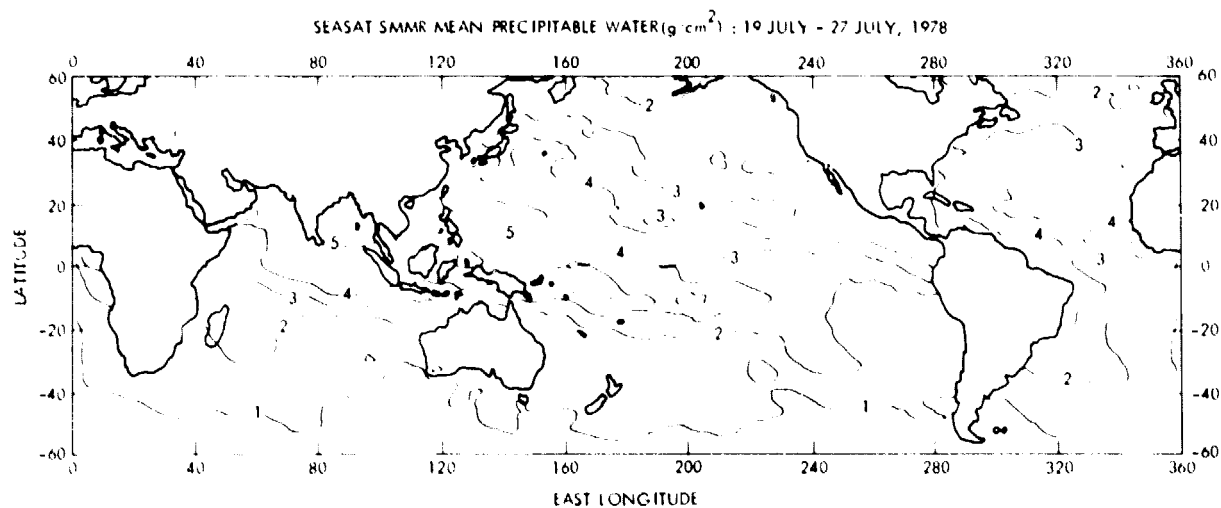 SEASAT SMMR MEAN PRECIPITABLE WATER (g/cm²) : 19 JULY - 27 JULY, 1978
0 40 80 120 160 200 240 280 320 360
60 60
2 2
40 3 40
4 3
20 3 4 4 20
5 5
4 3 3
0 0
3 4
-20 2 2 -20
2
-40 1 1 -40
-60 -60
0 40 80 120 160 200 240 280 320 360
LATITUDE
EAST LONGITUDE